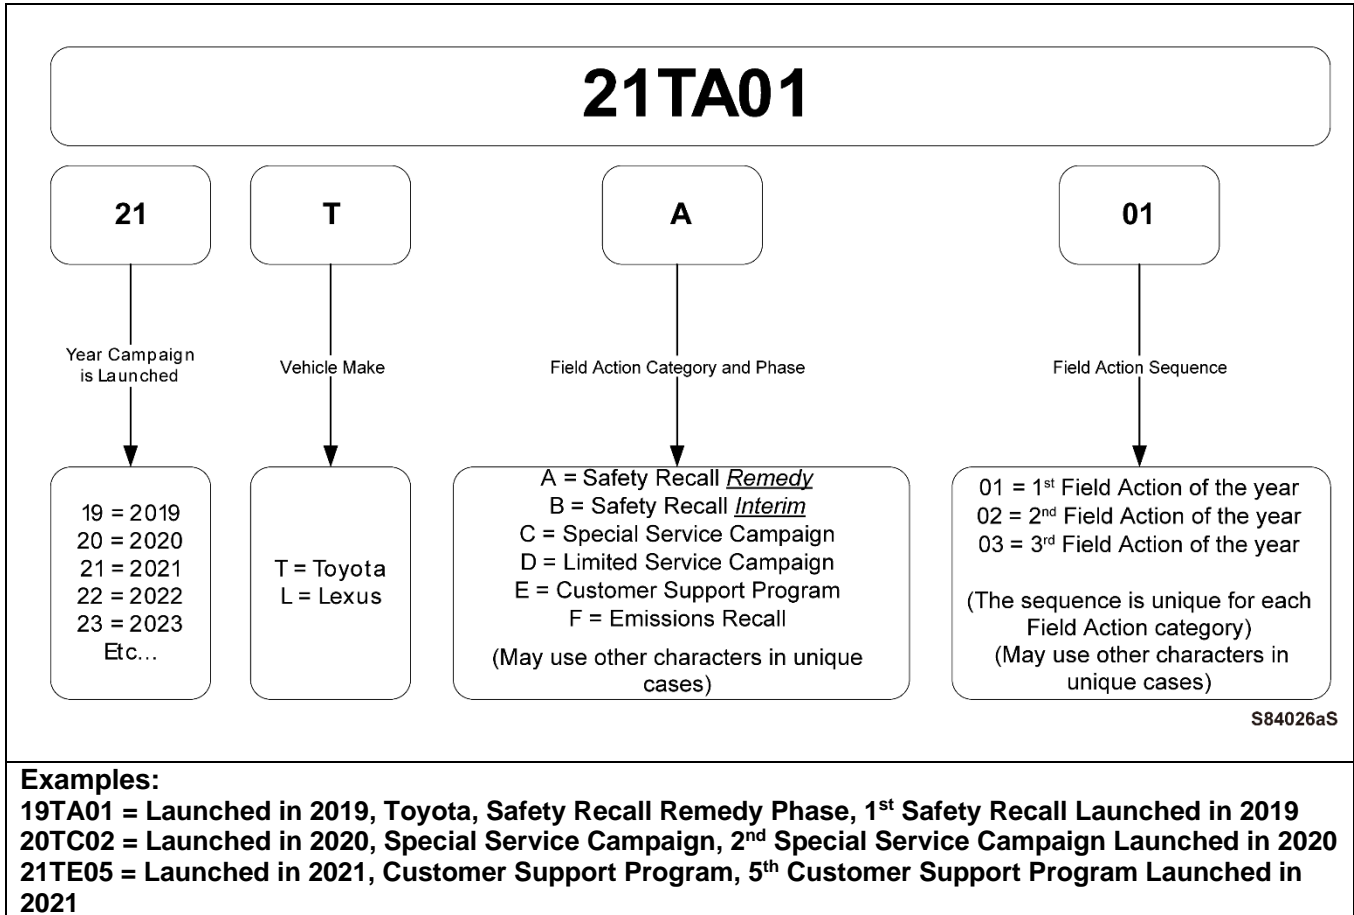 21TA01
21
T
A
01
Year Campaign
is Launched
Vehicle Make
Field Action Category and Phase
Field Action Sequence
19 = 2019
20 = 2020
21 = 2021
22 = 2022
23 = 2023
Etc...
T = Toyota
L = Lexus
A = Safety Recall Remedy
B = Safety Recall Interim
C = Special Service Campaign
D = Limited Service Campaign
E = Customer Support Program
F = Emissions Recall
(May use other characters in unique
cases)
01 = 1st Field Action of the year
02 = 2nd Field Action of the year
03 = 3rd Field Action of the year
(The sequence is unique for each
Field Action category)
(May use other characters in
unique cases)
S84026aS
Examples:
19TA01 = Launched in 2019, Toyota, Safety Recall Remedy Phase, 1st Safety Recall Launched in 2019
20TC02 = Launched in 2020, Special Service Campaign, 2nd Special Service Campaign Launched in 2020
21TE05 = Launched in 2021, Customer Support Program, 5th Customer Support Program Launched in
2021